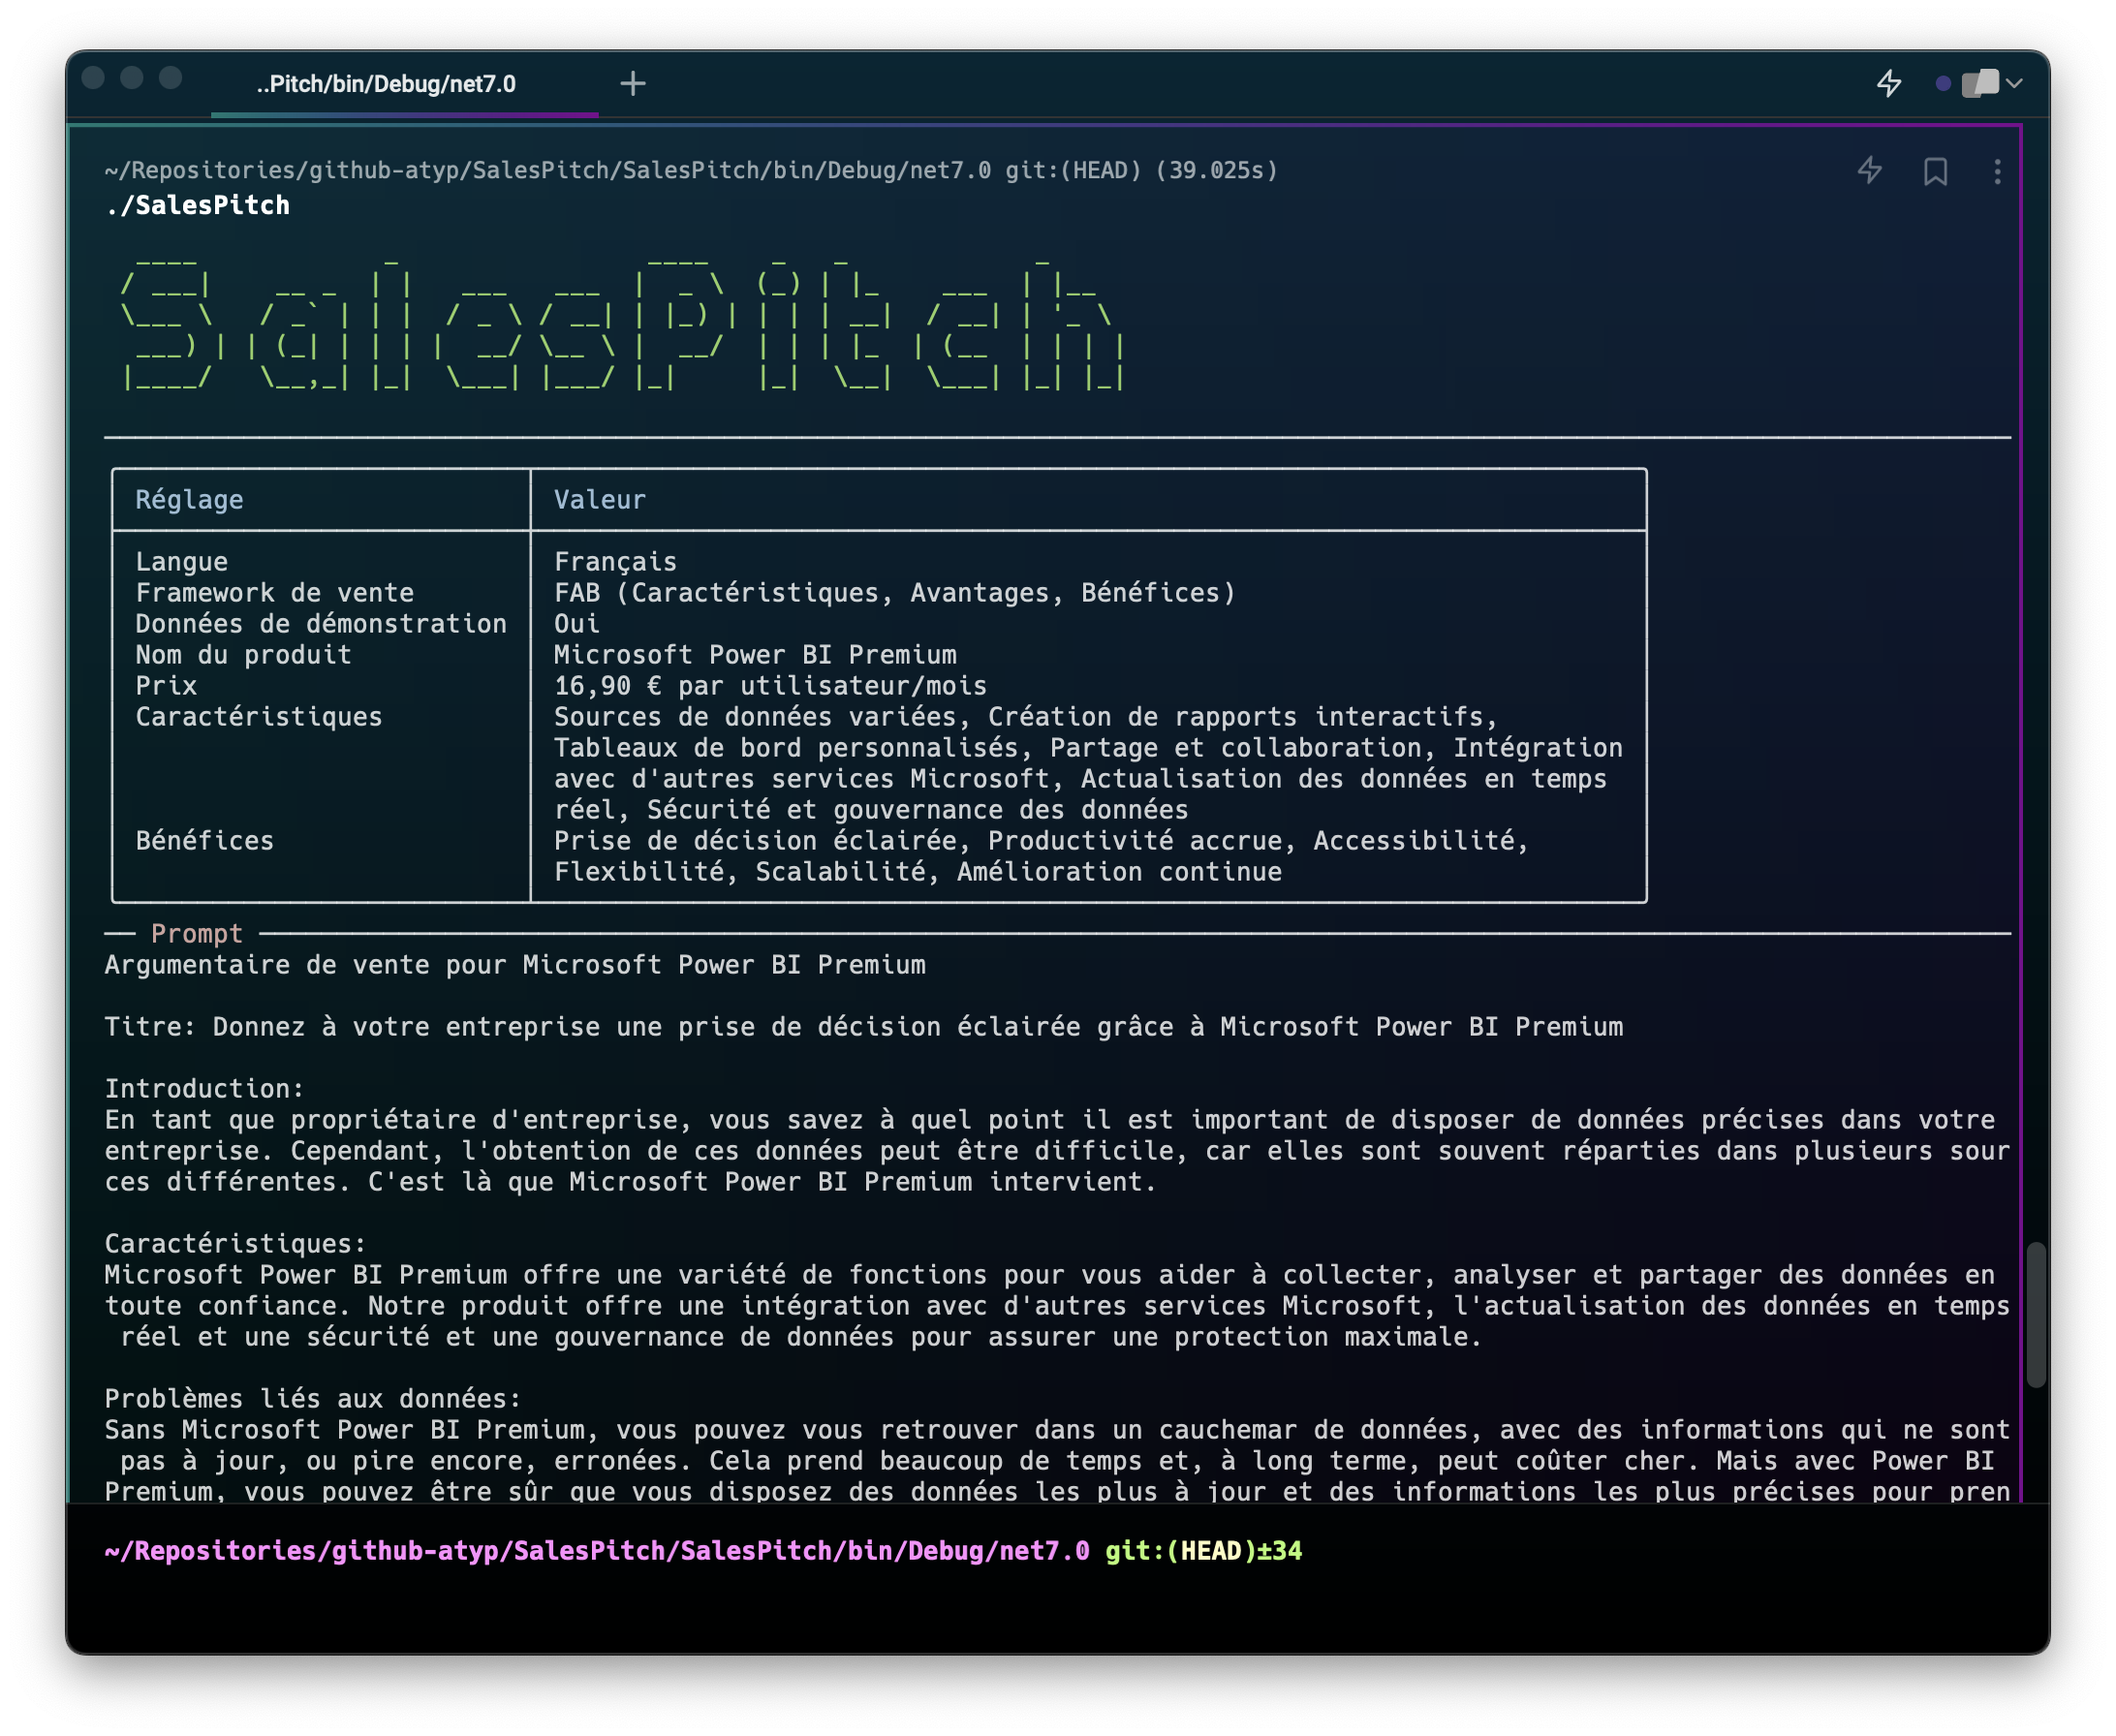 ..Pitch/bin/Debug/net7.0
~/Repositories/github-atyp/SalesPitch/SalesPitch/bin/Debug/net7.0 git:(HEAD) (39.025s)
./SalesPitch
SalesPitch
Réglage Valeur
Langue Français
Framework de vente FAB (Caractéristiques, Avantages, Bénéfices)
Données de démonstration Oui
Nom du produit Microsoft Power BI Premium
Prix 16,90 € par utilisateur/mois
Caractéristiques Sources de données variées, Création de rapports interactifs,
Tableaux de bord personnalisés, Partage et collaboration, Intégration
avec d'autres services Microsoft, Actualisation des données en temps
réel, Sécurité et gouvernance des données
Bénéfices Prise de décision éclairée, Productivité accrue, Accessibilité,
Flexibilité, Scalabilité, Amélioration continue
Prompt
Argumentaire de vente pour Microsoft Power BI Premium
Titre: Donnez à votre entreprise une prise de décision éclairée grâce à Microsoft Power BI Premium
Introduction:
En tant que propriétaire d'entreprise, vous savez à quel point il est important de disposer de données précises dans votre
entreprise. Cependant, l'obtention de ces données peut être difficile, car elles sont souvent réparties dans plusieurs sour
ces différentes. C'est là que Microsoft Power BI Premium intervient.
Caractéristiques:
Microsoft Power BI Premium offre une variété de fonctions pour vous aider à collecter, analyser et partager des données en
toute confiance. Notre produit offre une intégration avec d'autres services Microsoft, l'actualisation des données en temps
réel et une sécurité et une gouvernance de données pour assurer une protection maximale.
Problèmes liés aux données:
Sans Microsoft Power BI Premium, vous pouvez vous retrouver dans un cauchemar de données, avec des informations qui ne sont
pas à jour, ou pire encore, erronées. Cela prend beaucoup de temps et, à long terme, peut coûter cher. Mais avec Power BI
Premium, vous pouvez être sûr que vous disposez des données les plus à jour et des informations les plus précises pour pren
~/Repositories/github-atyp/SalesPitch/SalesPitch/bin/Debug/net7.0 git:(HEAD)±34